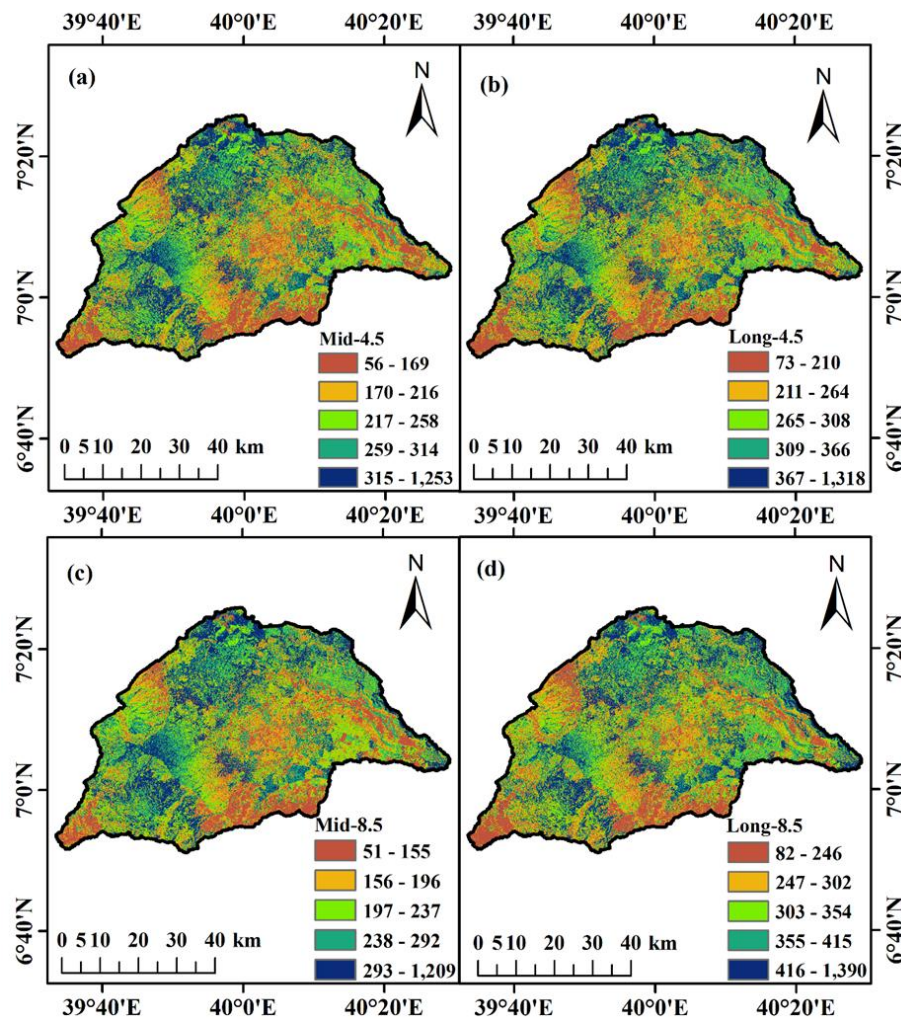 39°40'E 40°0'E 40°20'E 39°40'E 40°0'E 40°20'E
(a) N (b) N
7°20'N 7°20'N
7°0'N 7°0'N
6°40'N 6°40'N
Mid-4.5
56 - 169
170 - 216
217 - 258
259 - 314
315 - 1,253
0 5 10 20 30 40 km
Long-4.5
73 - 210
211 - 264
265 - 308
309 - 366
367 - 1,318
0 5 10 20 30 40 km
39°40'E 40°0'E 40°20'E 39°40'E 40°0'E 40°20'E
(c) N (d) N
7°20'N 7°20'N
7°0'N 7°0'N
6°40'N 6°40'N
Mid-8.5
51 - 155
156 - 196
197 - 237
238 - 292
293 - 1,209
0 5 10 20 30 40 km
Long-8.5
82 - 246
247 - 302
303 - 354
355 - 415
416 - 1,390
0 5 10 20 30 40 km
39°40'E 40°0'E 40°20'E 39°40'E 40°0'E 40°20'E